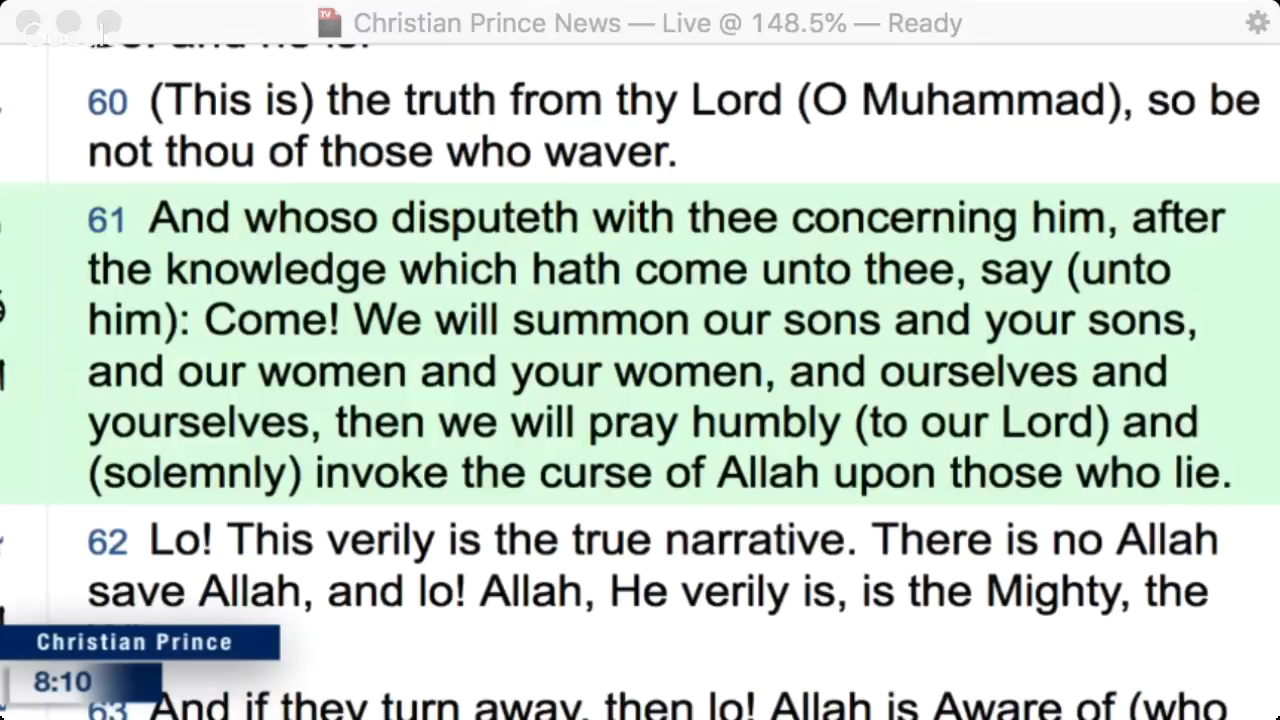 Christian Prince News — Live @ 148.5% — Ready
Google
60 (This is) the truth from thy Lord (O Muhammad), so be
not thou of those who waver.
61 And whoso disputeth with thee concerning him, after
the knowledge which hath come unto thee, say (unto
him): Come! We will summon our sons and your sons,
and our women and your women, and ourselves and
yourselves, then we will pray humbly (to our Lord) and
(solemnly) invoke the curse of Allah upon those who lie.
62 Lo! This verily is the true narrative. There is no Allah
save Allah, and lo! Allah, He verily is, is the Mighty, the
Christian Prince
8:10
63 And if they turn away, then lo! Allah is Aware of (who